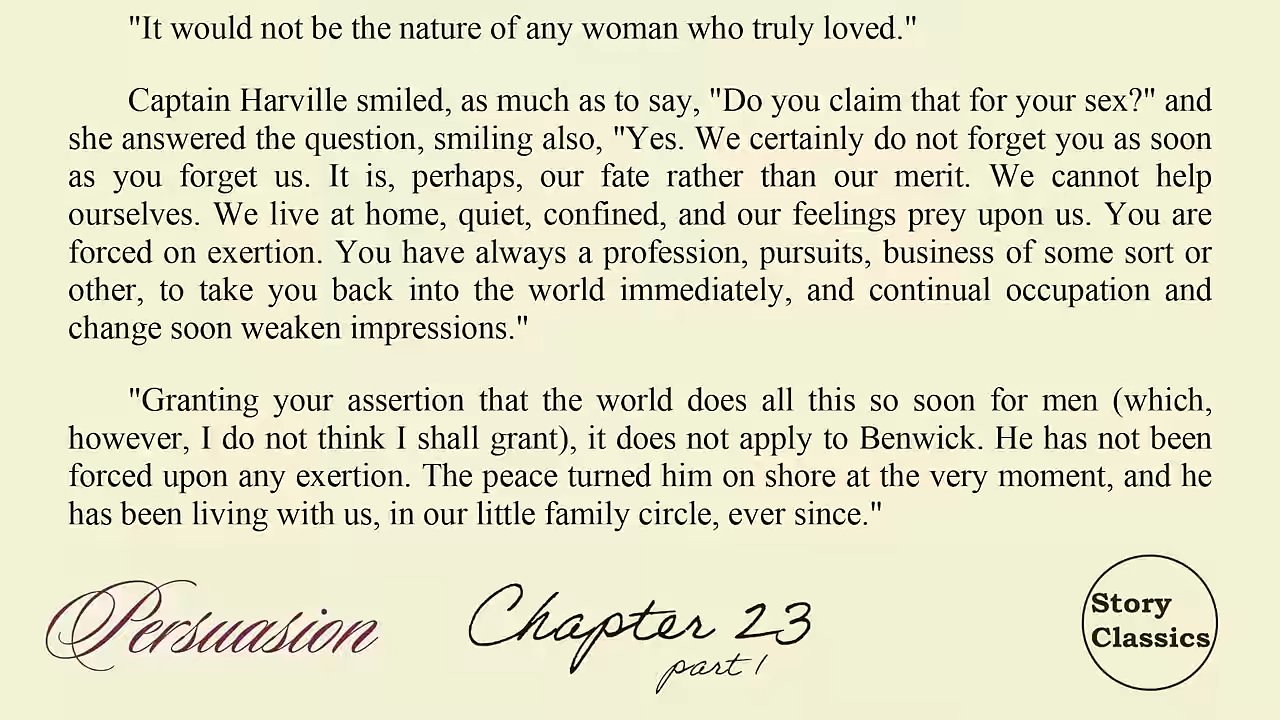 "It would not be the nature of any woman who truly loved."
Captain Harville smiled, as much as to say, "Do you claim that for your sex?" and
she answered the question, smiling also, "Yes. We certainly do not forget you as soon
as you forget us. It is, perhaps, our fate rather than our merit. We cannot help
ourselves. We live at home, quiet, confined, and our feelings prey upon us. You are
forced on exertion. You have always a profession, pursuits, business of some sort or
other, to take you back into the world immediately, and continual occupation and
change soon weaken impressions."
"Granting your assertion that the world does all this so soon for men (which,
however, I do not think I shall grant), it does not apply to Benwick. He has not been
forced upon any exertion. The peace turned him on shore at the very moment, and he
has been living with us, in our little family circle, ever since."
Persuasion
Chapter 23
part 1
Story
Classics